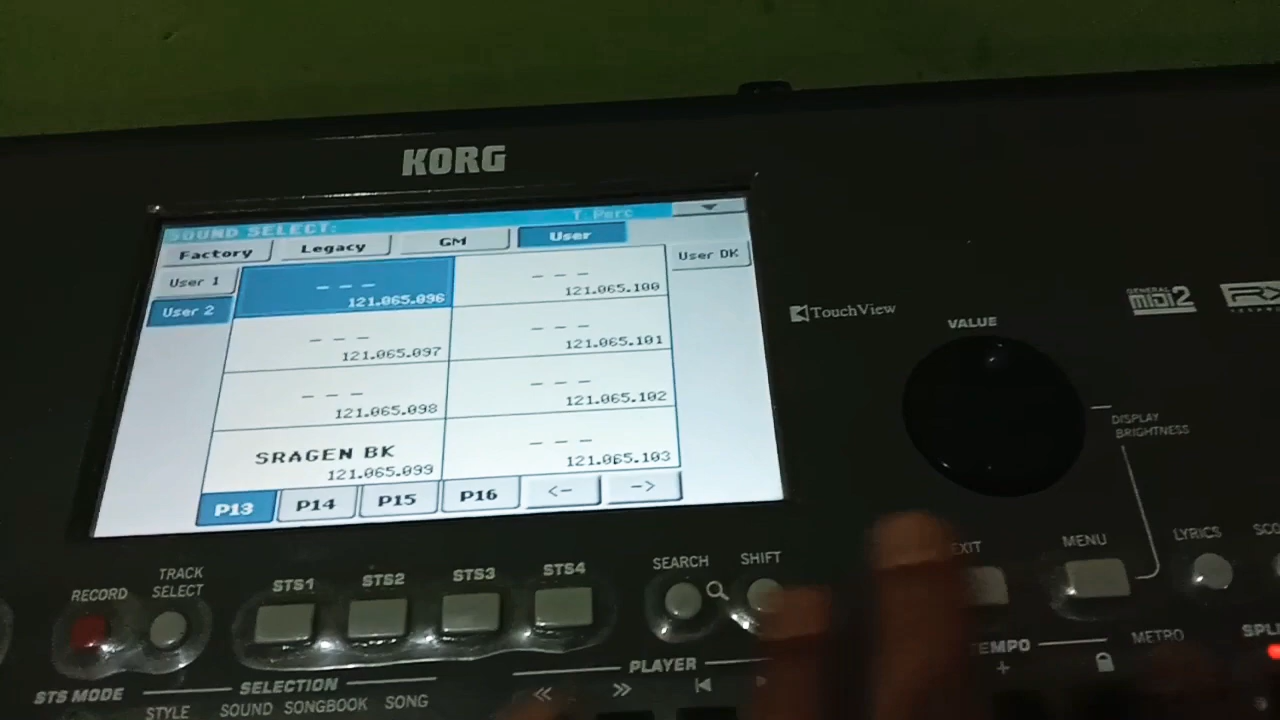 KORG
SOUND SELECT:
T Perc
Factory
Legacy
GM
User
User 1
User 2
User DK
– – –
121.065.096
– – –
121.065.100
– – –
121.065.097
– – –
121.065.101
– – –
121.065.098
– – –
121.065.102
SRAGEN BK
121.065.099
– – –
121.065.103
P13
P14
P15
P16
<–
–>
TouchView
VALUE
GENERAL
MIDI 2
DISPLAY
BRIGHTNESS
RECORD
TRACK
SELECT
STS1
STS2
STS3
STS4
SEARCH
SHIFT
EXIT
MENU
LYRICS
STS MODE
SELECTION
STYLE
SOUND
SONGBOOK
SONG
PLAYER
TEMPO
+
METRO